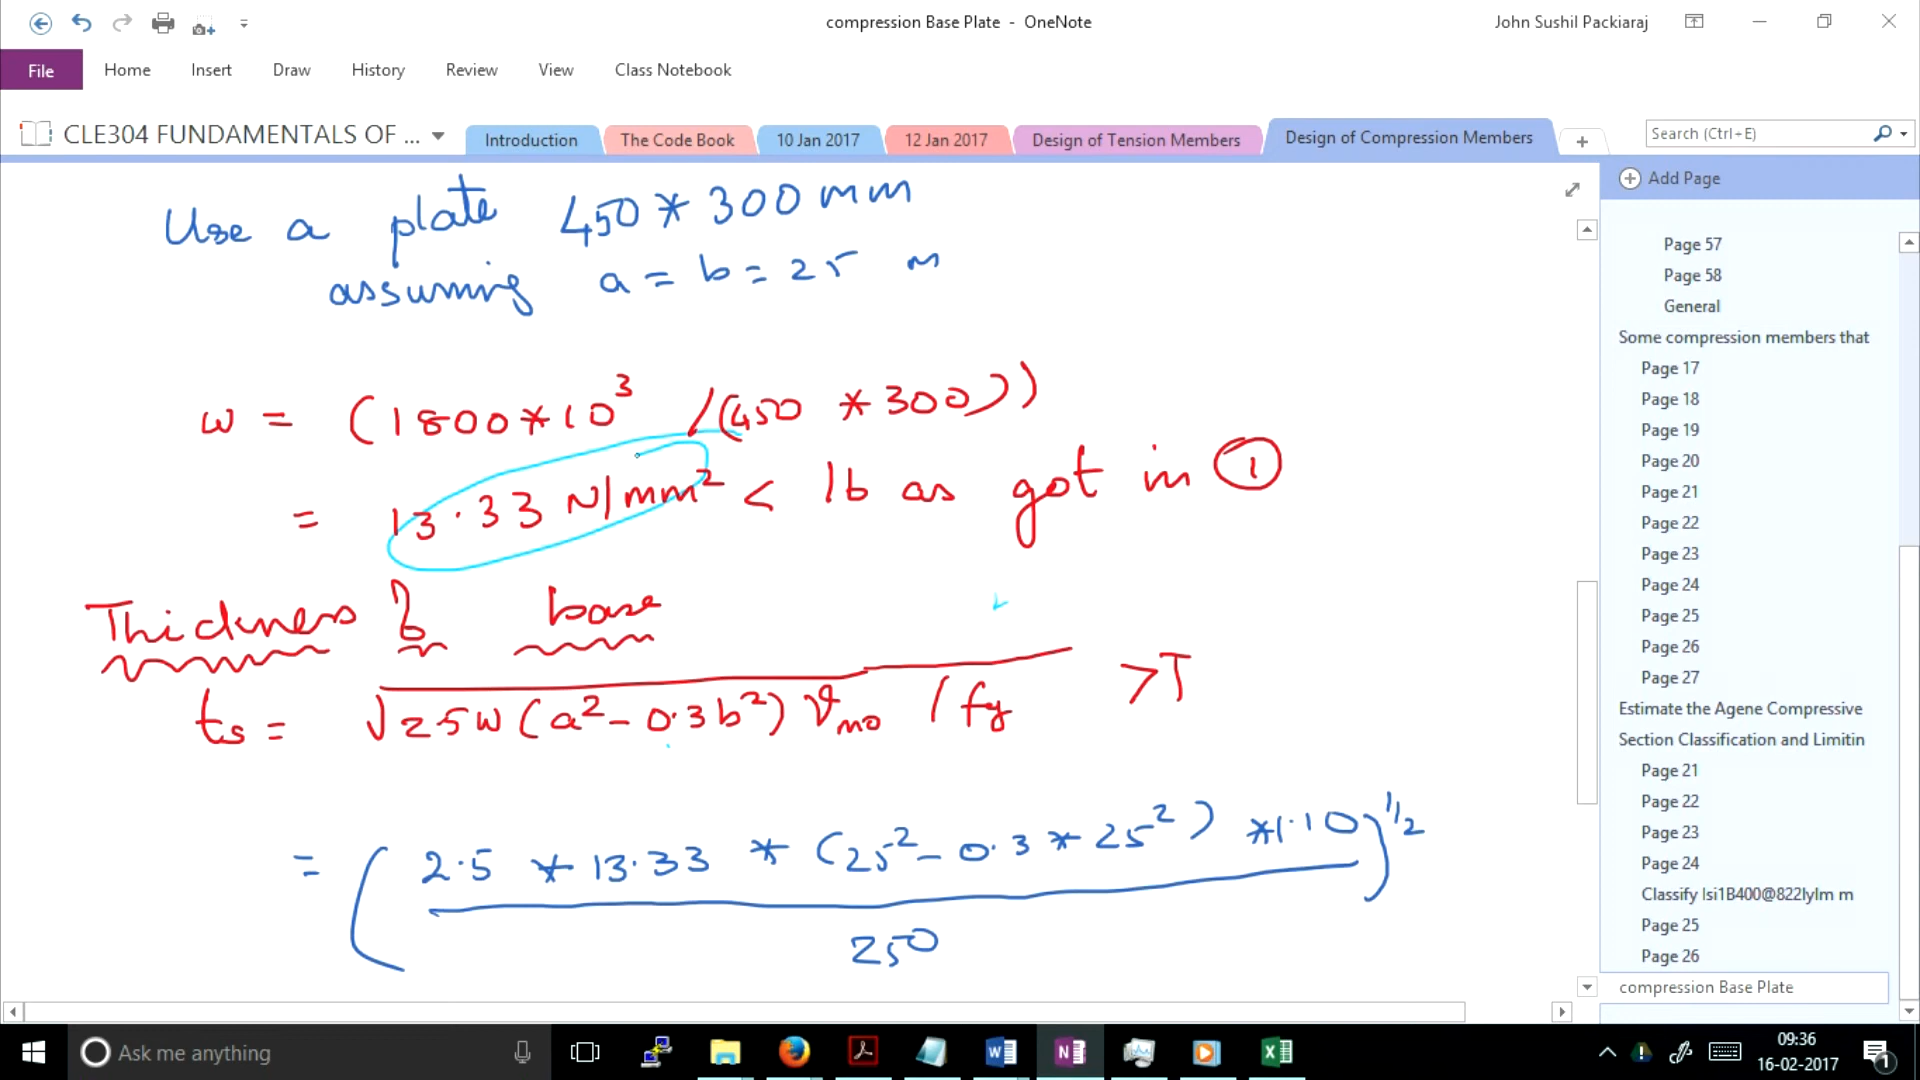 compression Base Plate - OneNote
John Sushil Packiaraj
File Home Insert Draw History Review View Class Notebook
CLE304 FUNDAMENTALS OF ...
Introduction The Code Book 10 Jan 2017 12 Jan 2017 Design of Tension Members Design of Compression Members +
Search (Ctrl+E)
Use a plate 450 * 300 mm
assuming a = b = 25 m
w = (1800*10³ /(450 * 300))
= 13.33 N/mm² < 16 as got in ①
Thickness of base
ts = √25W(a² - 0.3b²) γmo / fy > T
= (2.5 * 13.33 * (25² - 0.3 * 25²) *1.10)^1/2
250
Add Page
Page 57
Page 58
General
Some compression members that
Page 17
Page 18
Page 19
Page 20
Page 21
Page 22
Page 23
Page 24
Page 25
Page 26
Page 27
Estimate the Agene Compressive
Section Classification and Limitin
Page 21
Page 22
Page 23
Page 24
Classify Isi1B400@822lylm m
Page 25
Page 26
compression Base Plate
Ask me anything
09:36
16-02-2017
1